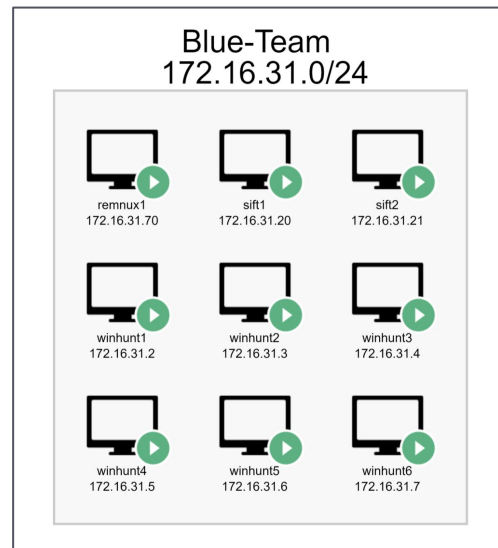 Blue-Team
172.16.31.0/24
remnux1
172.16.31.70
sift1
172.16.31.20
sift2
172.16.31.21
winhunt1
172.16.31.2
winhunt2
172.16.31.3
winhunt3
172.16.31.4
winhunt4
172.16.31.5
winhunt5
172.16.31.6
winhunt6
172.16.31.7